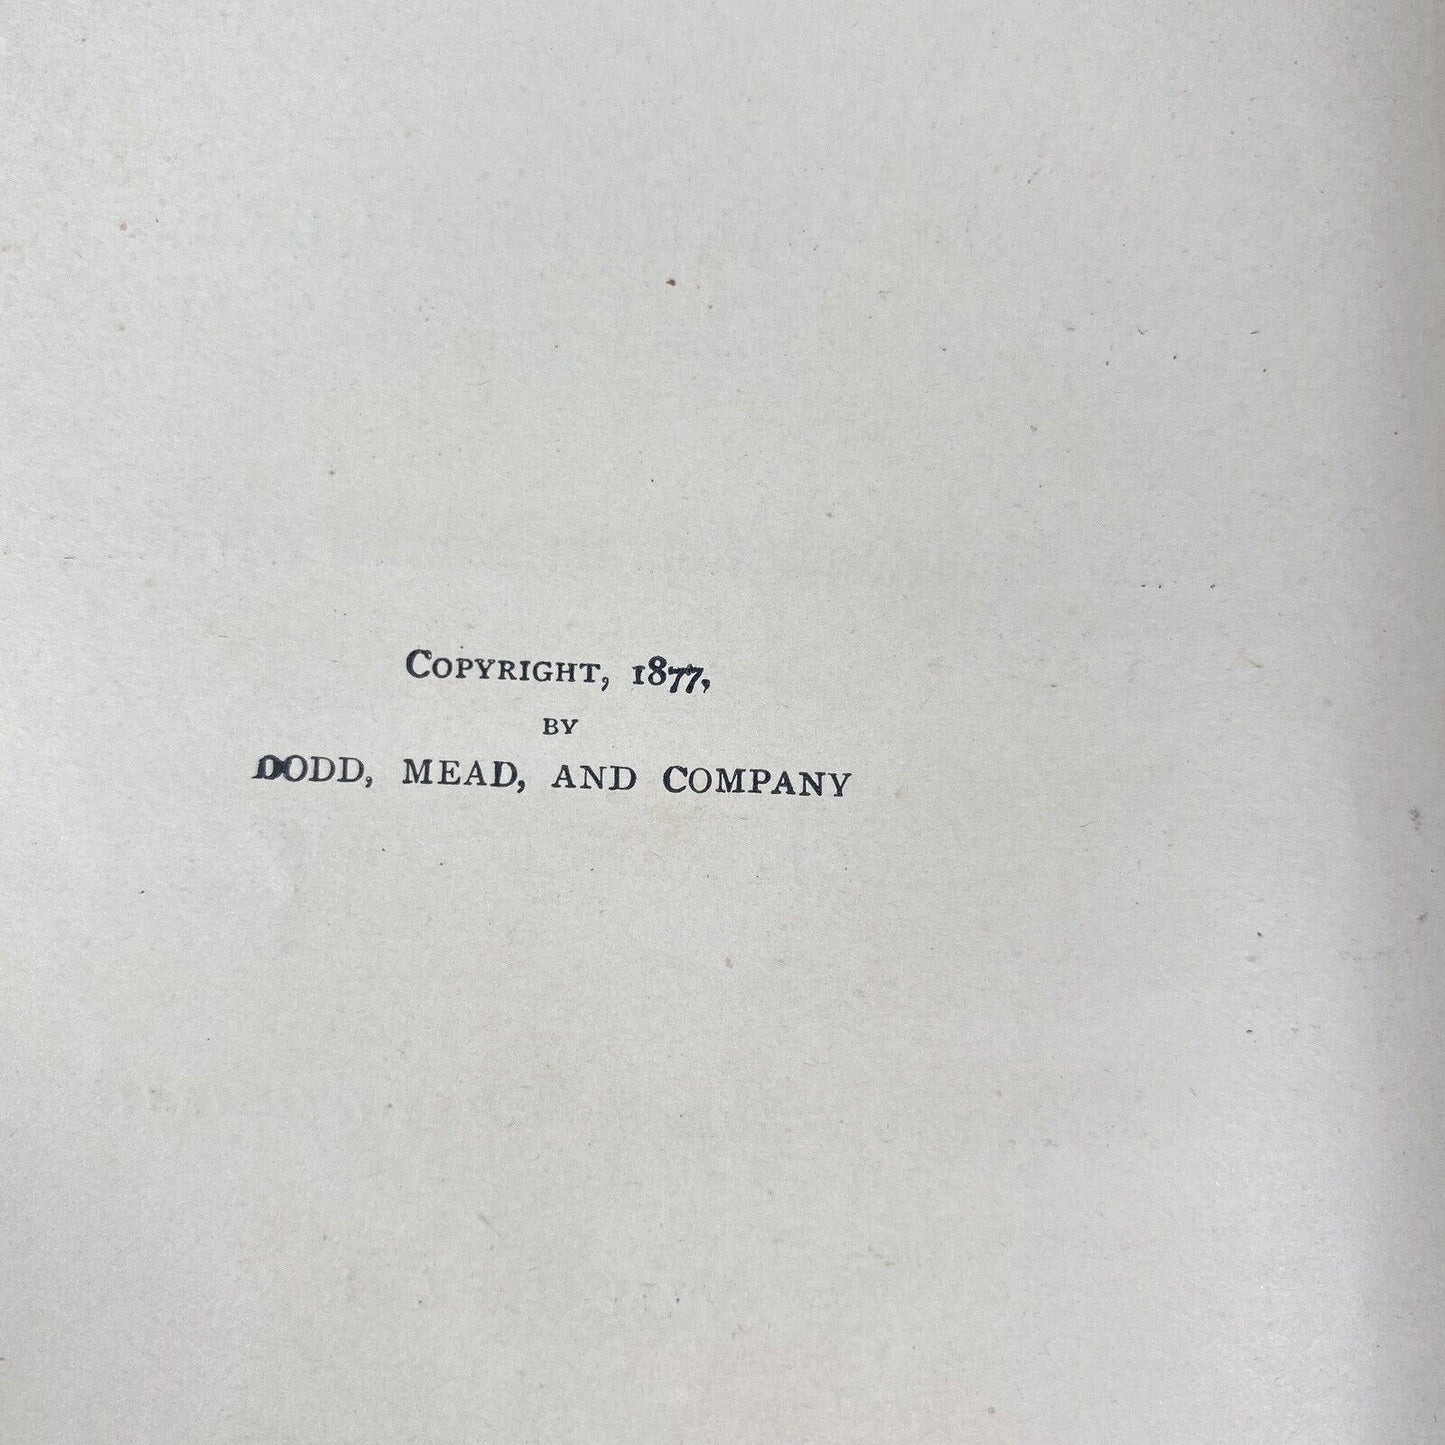 COPYRIGHT, 1877,
BY
DODD, MEAD, AND COMPANY